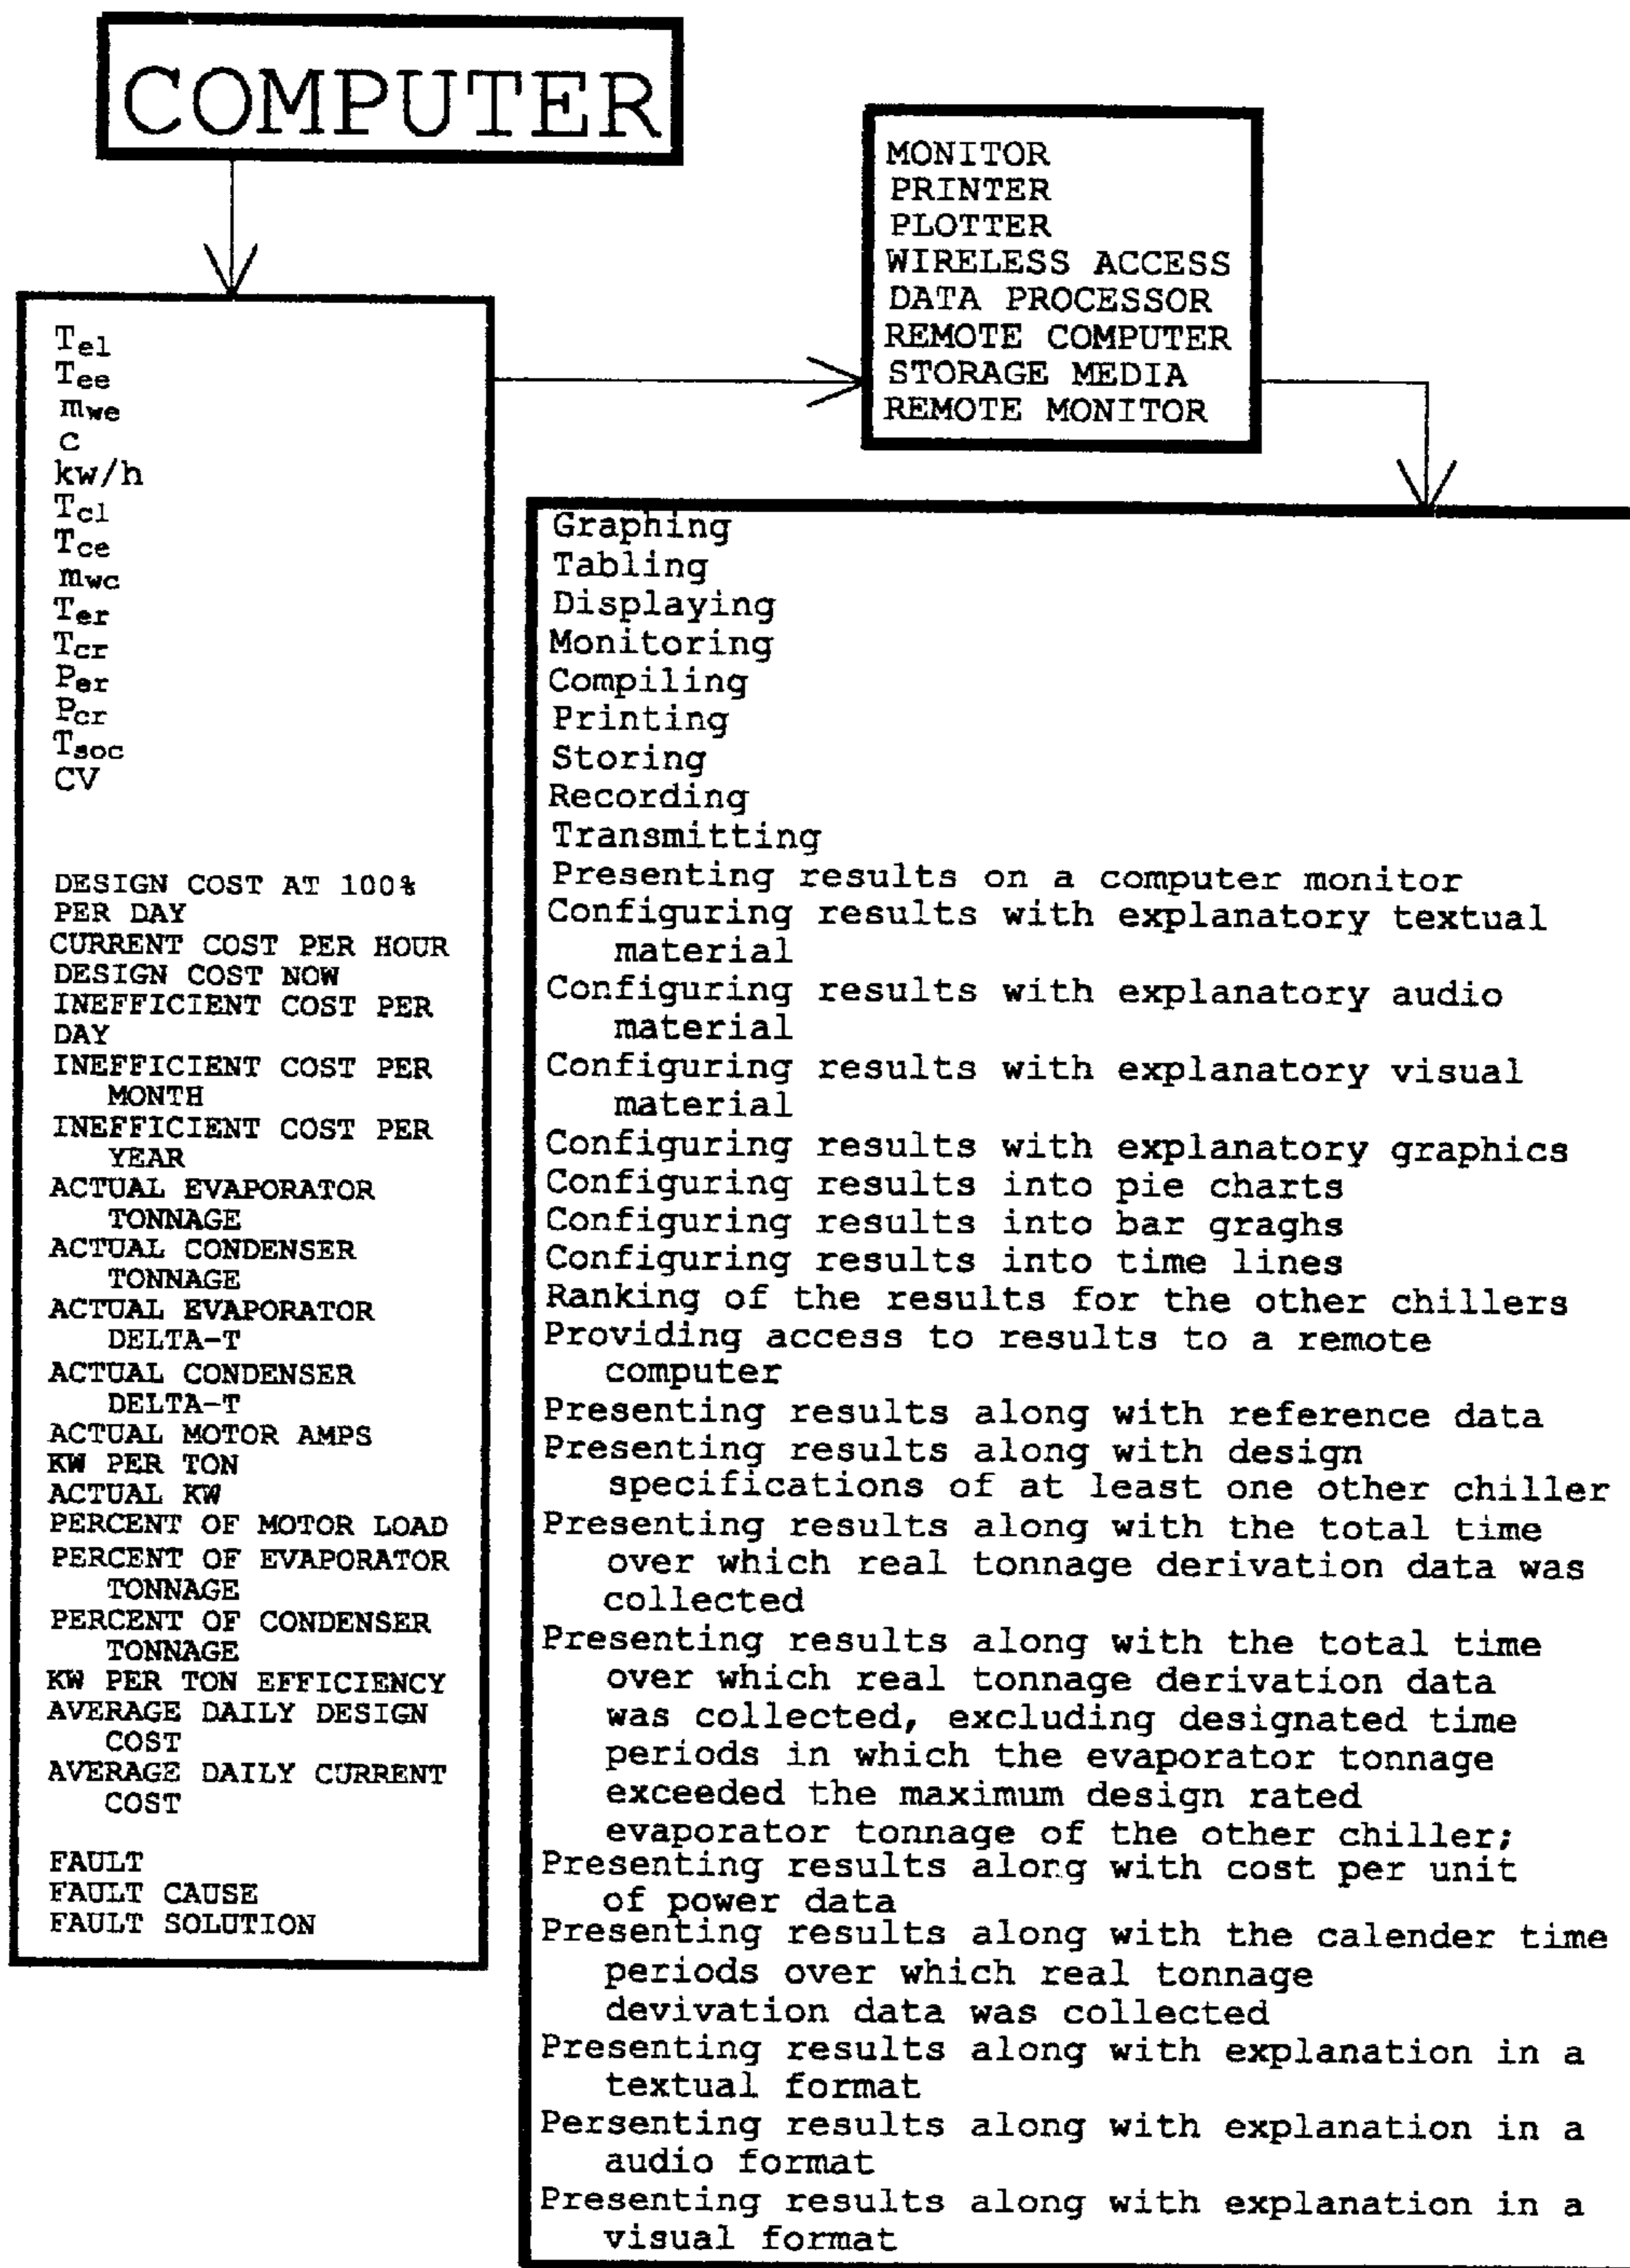 COMPUTER
MONITOR
PRINTER
PLOTTER
WIRELESS ACCESS
DATA PROCESSOR
REMOTE COMPUTER
STORAGE MEDIA
REMOTE MONITOR
Tel
Tee
mwe
C
kw/h
Tcl
Tce
mwc
Ter
Tcr
Per
Pcr
Tsoc
CV
DESIGN COST AT 100%
PER DAY
CURRENT COST PER HOUR
DESIGN COST NOW
INEFFICIENT COST PER
DAY
INEFFICIENT COST PER
MONTH
INEFFICIENT COST PER
YEAR
ACTUAL EVAPORATOR
TONNAGE
ACTUAL CONDENSER
TONNAGE
ACTUAL EVAPORATOR
DELTA-T
ACTUAL CONDENSER
DELTA-T
ACTUAL MOTOR AMPS
KW PER TON
ACTUAL KW
PERCENT OF MOTOR LOAD
PERCENT OF EVAPORATOR
TONNAGE
PERCENT OF CONDENSER
TONNAGE
KW PER TON EFFICIENCY
AVERAGE DAILY DESIGN
COST
AVERAGE DAILY CURRENT
COST
FAULT
FAULT CAUSE
FAULT SOLUTION
Graphing
Tabling
Displaying
Monitoring
Compiling
Printing
Storing
Recording
Transmitting
Presenting results on a computer monitor
Configuring results with explanatory textual
material
Configuring results with explanatory audio
material
Configuring results with explanatory visual
material
Configuring results with explanatory graphics
Configuring results into pie charts
Configuring results into bar graghs
Configuring results into time lines
Ranking of the results for the other chillers
Providing access to results to a remote
computer
Presenting results along with reference data
Presenting results along with design
specifications of at least one other chiller
Presenting results along with the total time
over which real tonnage derivation data was
collected
Presenting results along with the total time
over which real tonnage derivation data
was collected, excluding designated time
periods in which the evaporator tonnage
exceeded the maximum design rated
evaporator tonnage of the other chiller;
Presenting results along with cost per unit
of power data
Presenting results along with the calender time
periods over which real tonnage
devivation data was collected
Presenting results along with explanation in a
textual format
Persenting results along with explanation in a
audio format
Presenting results along with explanation in a
visual format